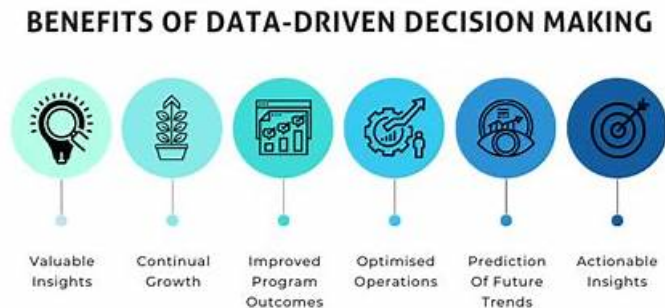 BENEFITS OF DATA-DRIVEN DECISION MAKING
Valuable
Insights
Continual
Growth
Improved
Program
Outcomes
Optimised
Operations
Prediction
Of Future
Trends
Actionable
Insights